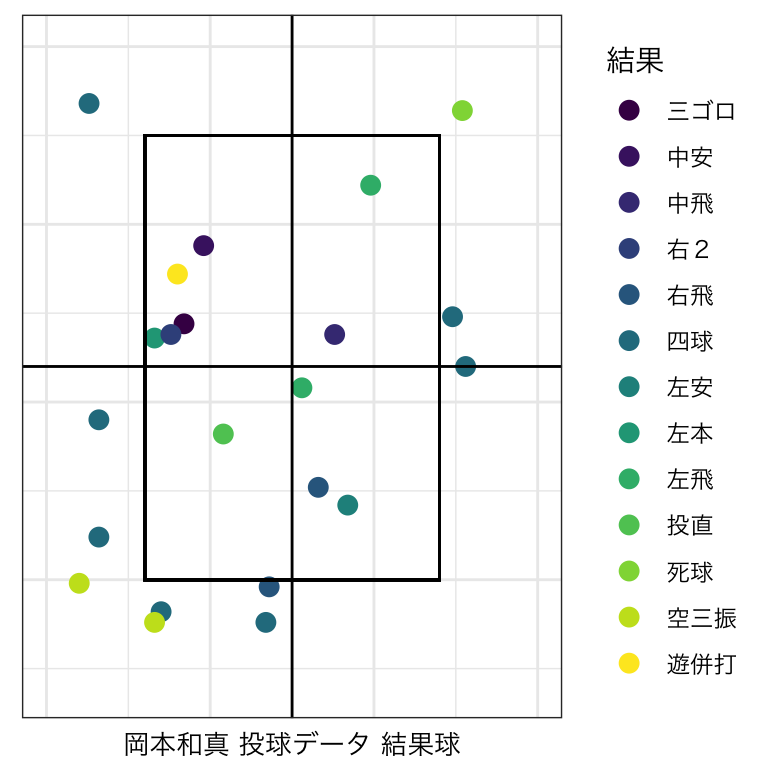 結果
三ゴロ
中安
中飛
右２
右飛
四球
左安
左本
左飛
投直
死球
空三振
遊併打
岡本和真 投球データ 結果球